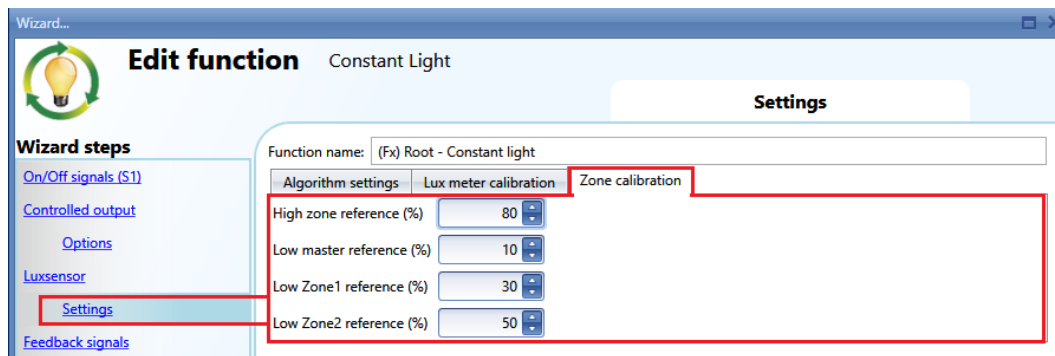 Wizard...
Edit function Constant Light
Settings
Wizard steps
On/Off signals (S1)
Controlled output
Options
Luxsensor
Settings
Feedback signals
Function name: (Fx) Root - Constant light
Algorithm settings Lux meter calibration Zone calibration
High zone reference (%) 80
Low master reference (%) 10
Low Zone1 reference (%) 30
Low Zone2 reference (%) 50